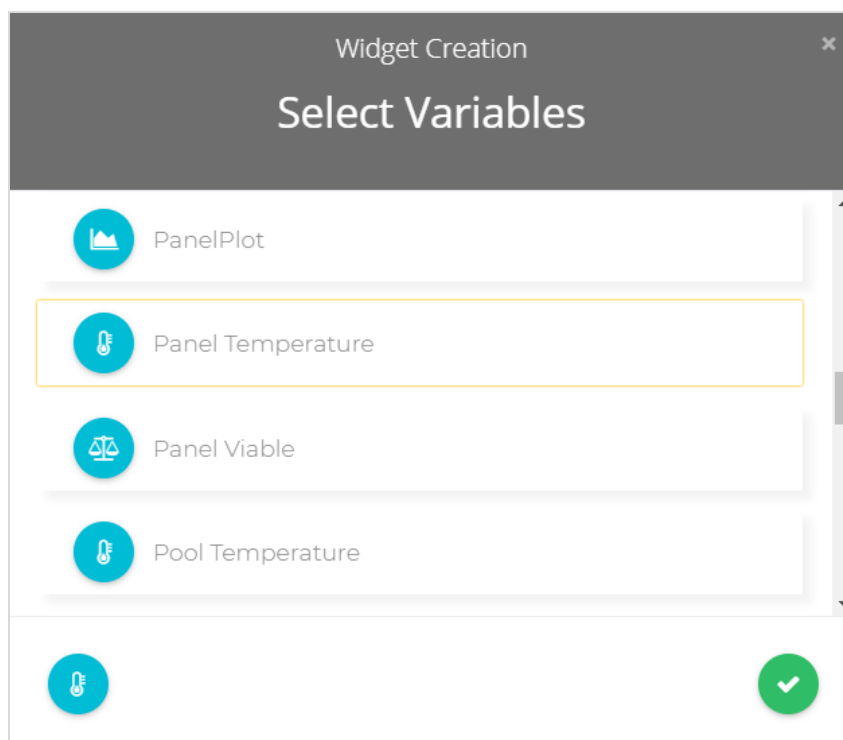 Widget Creation
×
Select Variables
PanelPlot
Panel Temperature
Panel Viable
Pool Temperature